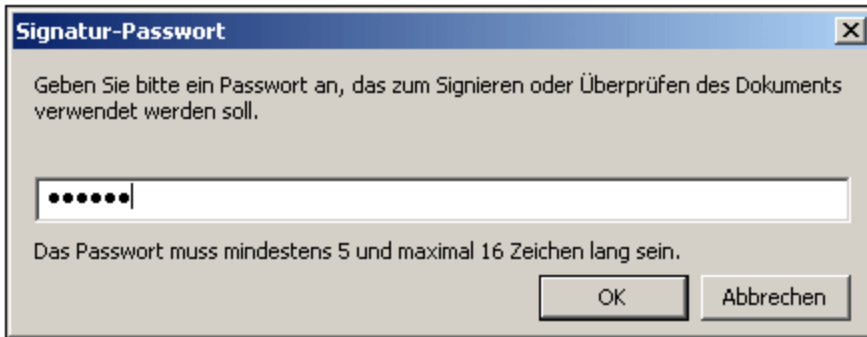 Signatur-Passwort
Geben Sie bitte ein Passwort an, das zum Signieren oder Überprüfen des Dokuments
verwendet werden soll.
••••••
Das Passwort muss mindestens 5 und maximal 16 Zeichen lang sein.
OK
Abbrechen